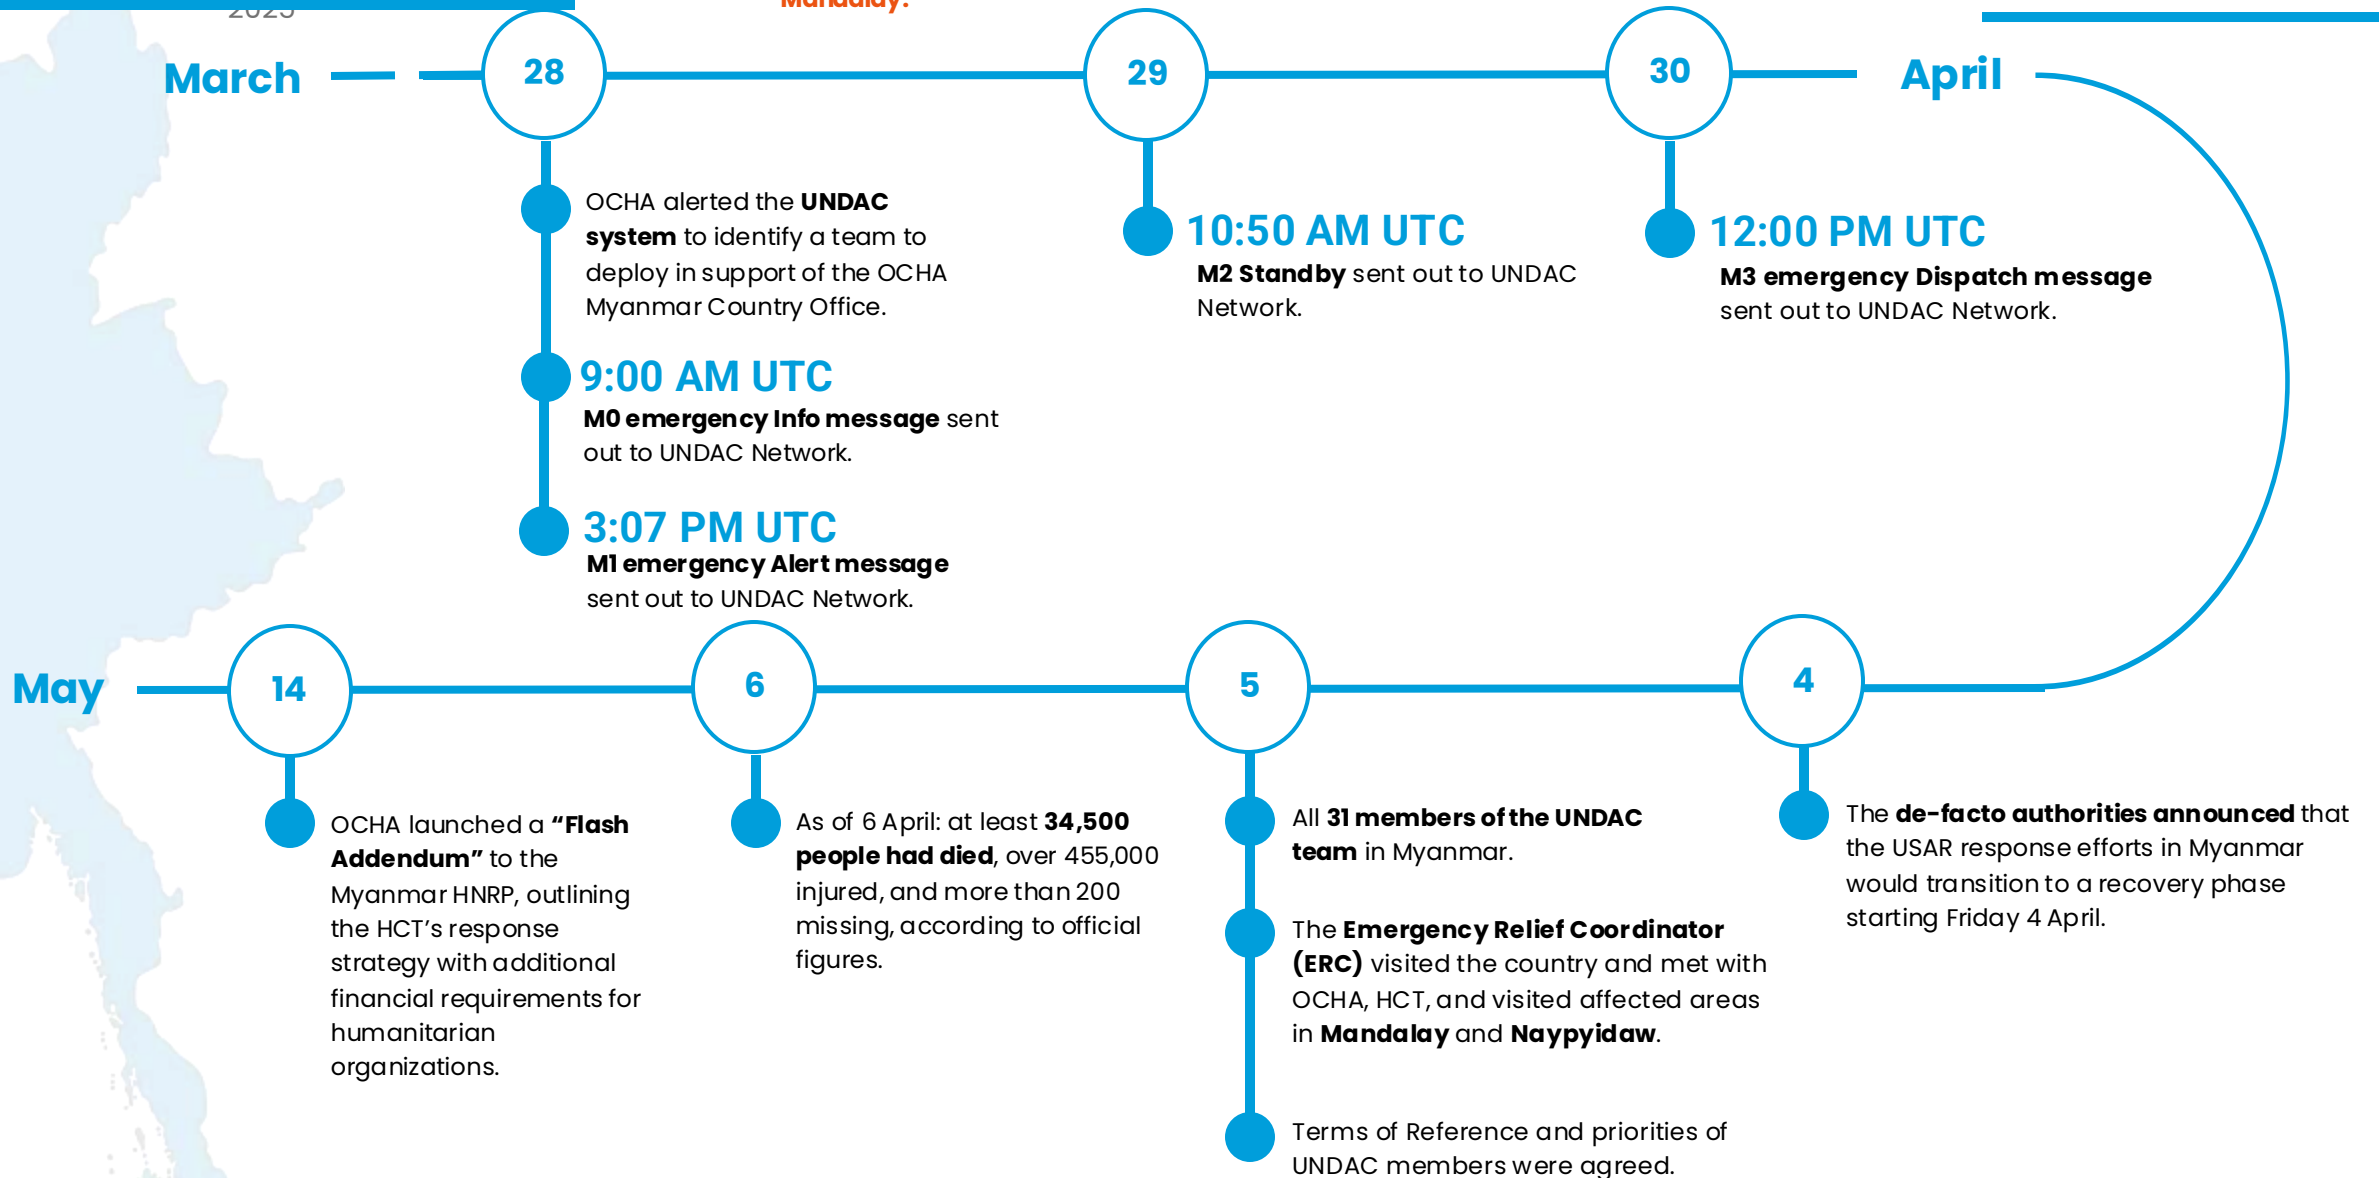 2025
Mandalay.
March
28
29
30
April
OCHA alerted the UNDAC
system to identify a team to
deploy in support of the OCHA
Myanmar Country Office.
9:00 AM UTC
M0 emergency Info message sent
out to UNDAC Network.
3:07 PM UTC
M1 emergency Alert message
sent out to UNDAC Network.
10:50 AM UTC
M2 Standby sent out to UNDAC
Network.
12:00 PM UTC
M3 emergency Dispatch message
sent out to UNDAC Network.
May
14
6
5
4
OCHA launched a “Flash
Addendum” to the
Myanmar HNRP, outlining
the HCT’s response
strategy with additional
financial requirements for
humanitarian
organizations.
As of 6 April: at least 34,500
people had died, over 455,000
injured, and more than 200
missing, according to official
figures.
All 31 members of the UNDAC
team in Myanmar.
The Emergency Relief Coordinator
(ERC) visited the country and met with
OCHA, HCT, and visited affected areas
in Mandalay and Naypyidaw.
Terms of Reference and priorities of
UNDAC members were agreed.
The de-facto authorities announced that
the USAR response efforts in Myanmar
would transition to a recovery phase
starting Friday 4 April.